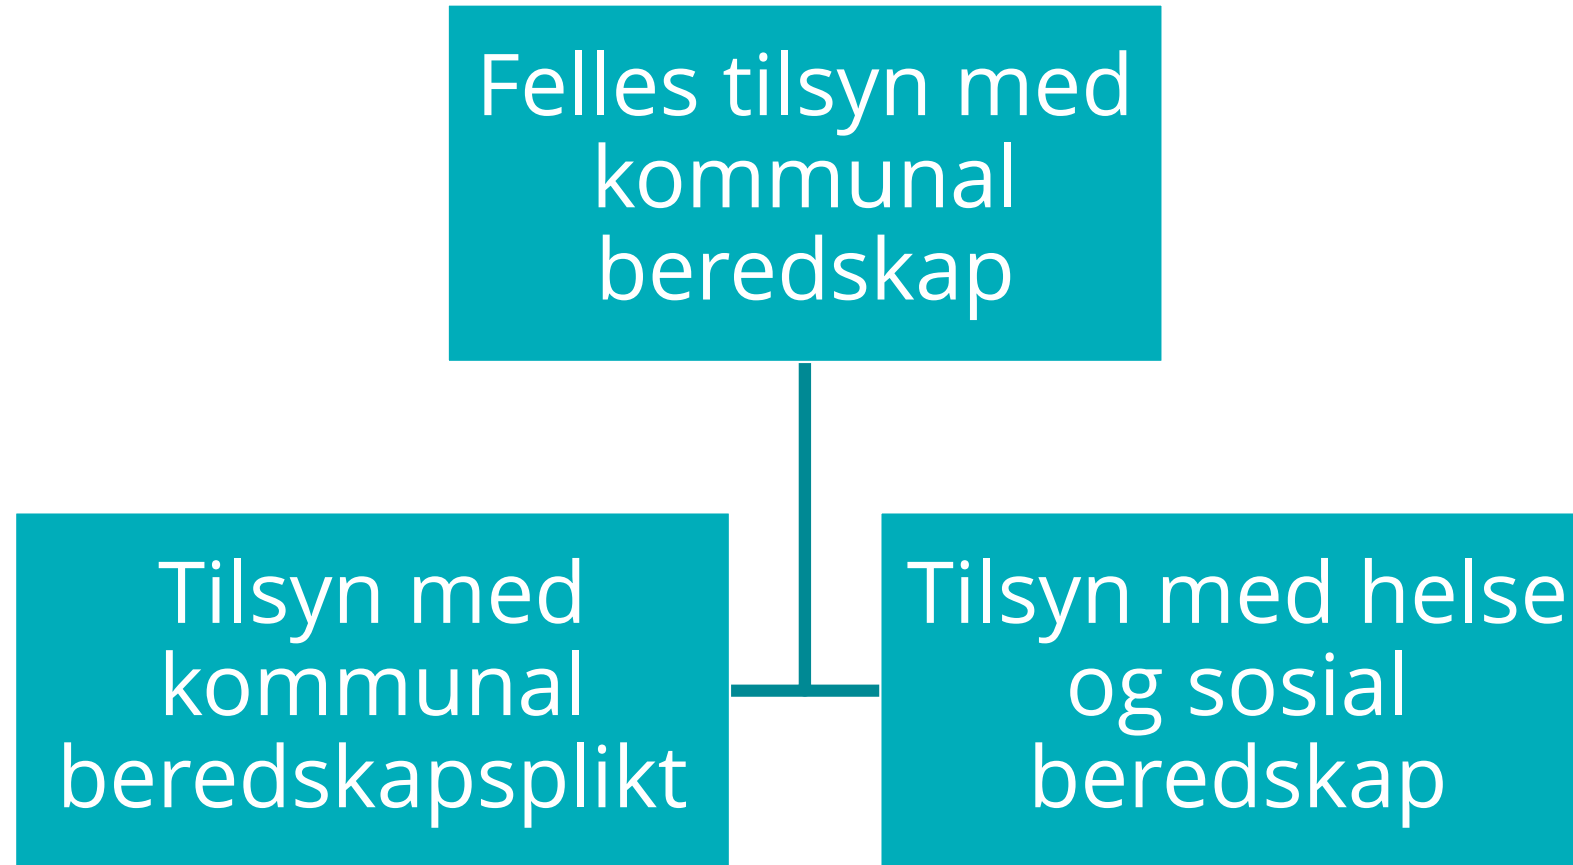 Felles tilsyn med
kommunal
beredskap
Tilsyn med
kommunal
beredskapsplikt
Tilsyn med helse
og sosial
beredskap